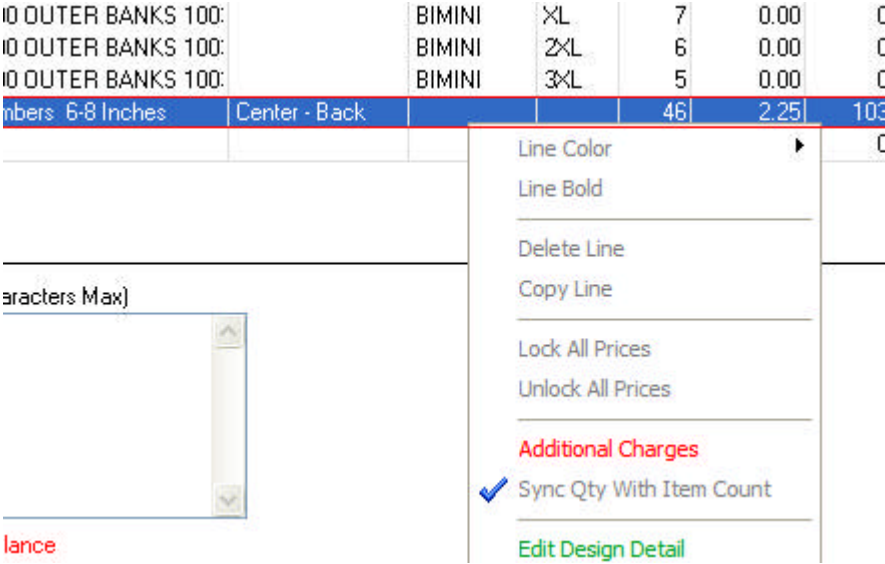 0 OUTER BANKS 100: BIMINI XL 7 0.00
0 OUTER BANKS 100: BIMINI 2XL 6 0.00
0 OUTER BANKS 100: BIMINI 3XL 5 0.00
mbers 6-8 Inches Center - Back 46 2.25 103
Line Color
Line Bold
Delete Line
Copy Line
aracters Max)
Lock All Prices
Unlock All Prices
Additional Charges
Sync Qty With Item Count
lance
Edit Design Detail